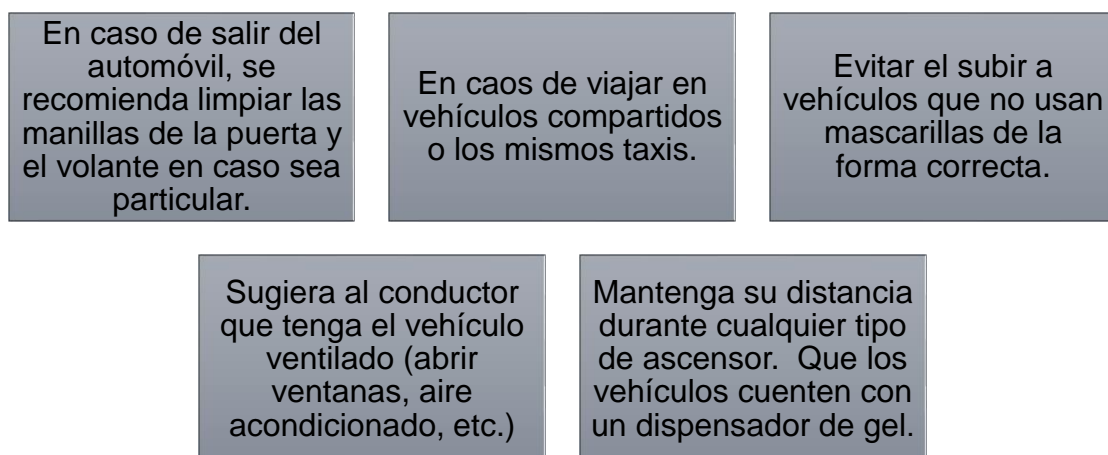 En caso de salir del
automóvil, se
recomienda limpiar las
manillas de la puerta y
el volante en caso sea
particular.
En caos de viajar en
vehículos compartidos
o los mismos taxis.
Evitar el subir a
vehículos que no usan
mascarillas de la
forma correcta.
Sugiera al conductor
que tenga el vehículo
ventilado (abrir
ventanas, aire
acondicionado, etc.)
Mantenga su distancia
durante cualquier tipo
de ascensor.  Que los
vehículos cuenten con
un dispensador de gel.